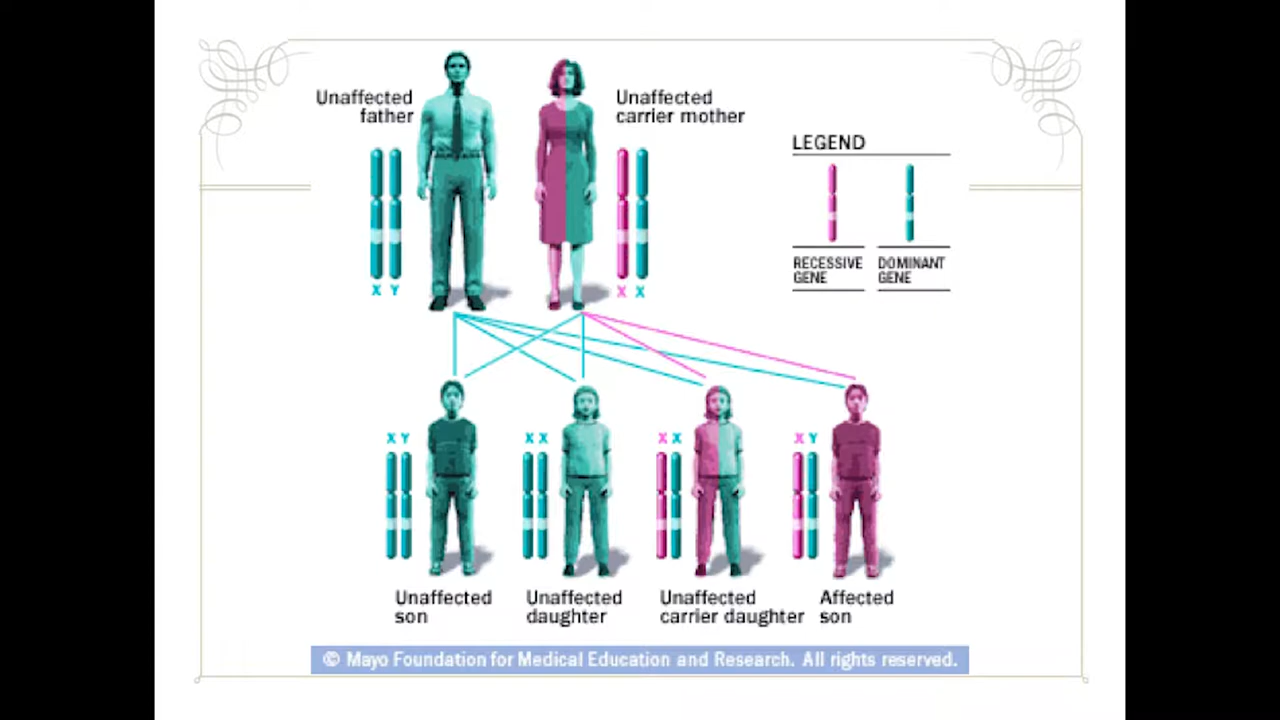 Unaffected
father
Unaffected
carrier mother
X Y
X X
LEGEND
RECESSIVE
GENE
DOMINANT
GENE
X Y
X X
X X
X Y
Unaffected
son
Unaffected
daughter
Unaffected
carrier daughter
Affected
son
© Mayo Foundation for Medical Education and Research. All rights reserved.